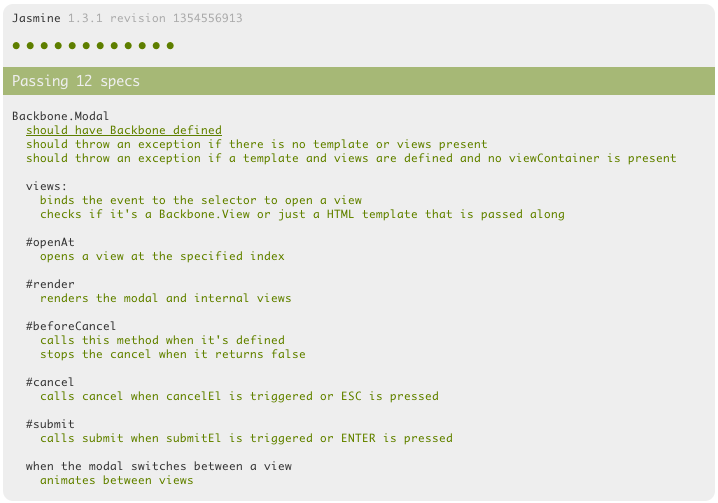 Jasmine 1.3.1 revision 1354556913
Passing 12 specs
Backbone.Modal
should have Backbone defined
should throw an exception if there is no template or views present
should throw an exception if a template and views are defined and no viewContainer is present
views:
binds the event to the selector to open a view
checks if it's a Backbone.View or just a HTML template that is passed along
#openAt
opens a view at the specified index
#render
renders the modal and internal views
#beforeCancel
calls this method when it's defined
stops the cancel when it returns false
#cancel
calls cancel when cancelEl is triggered or ESC is pressed
#submit
calls submit when submitEl is triggered or ENTER is pressed
when the modal switches between a view
animates between views